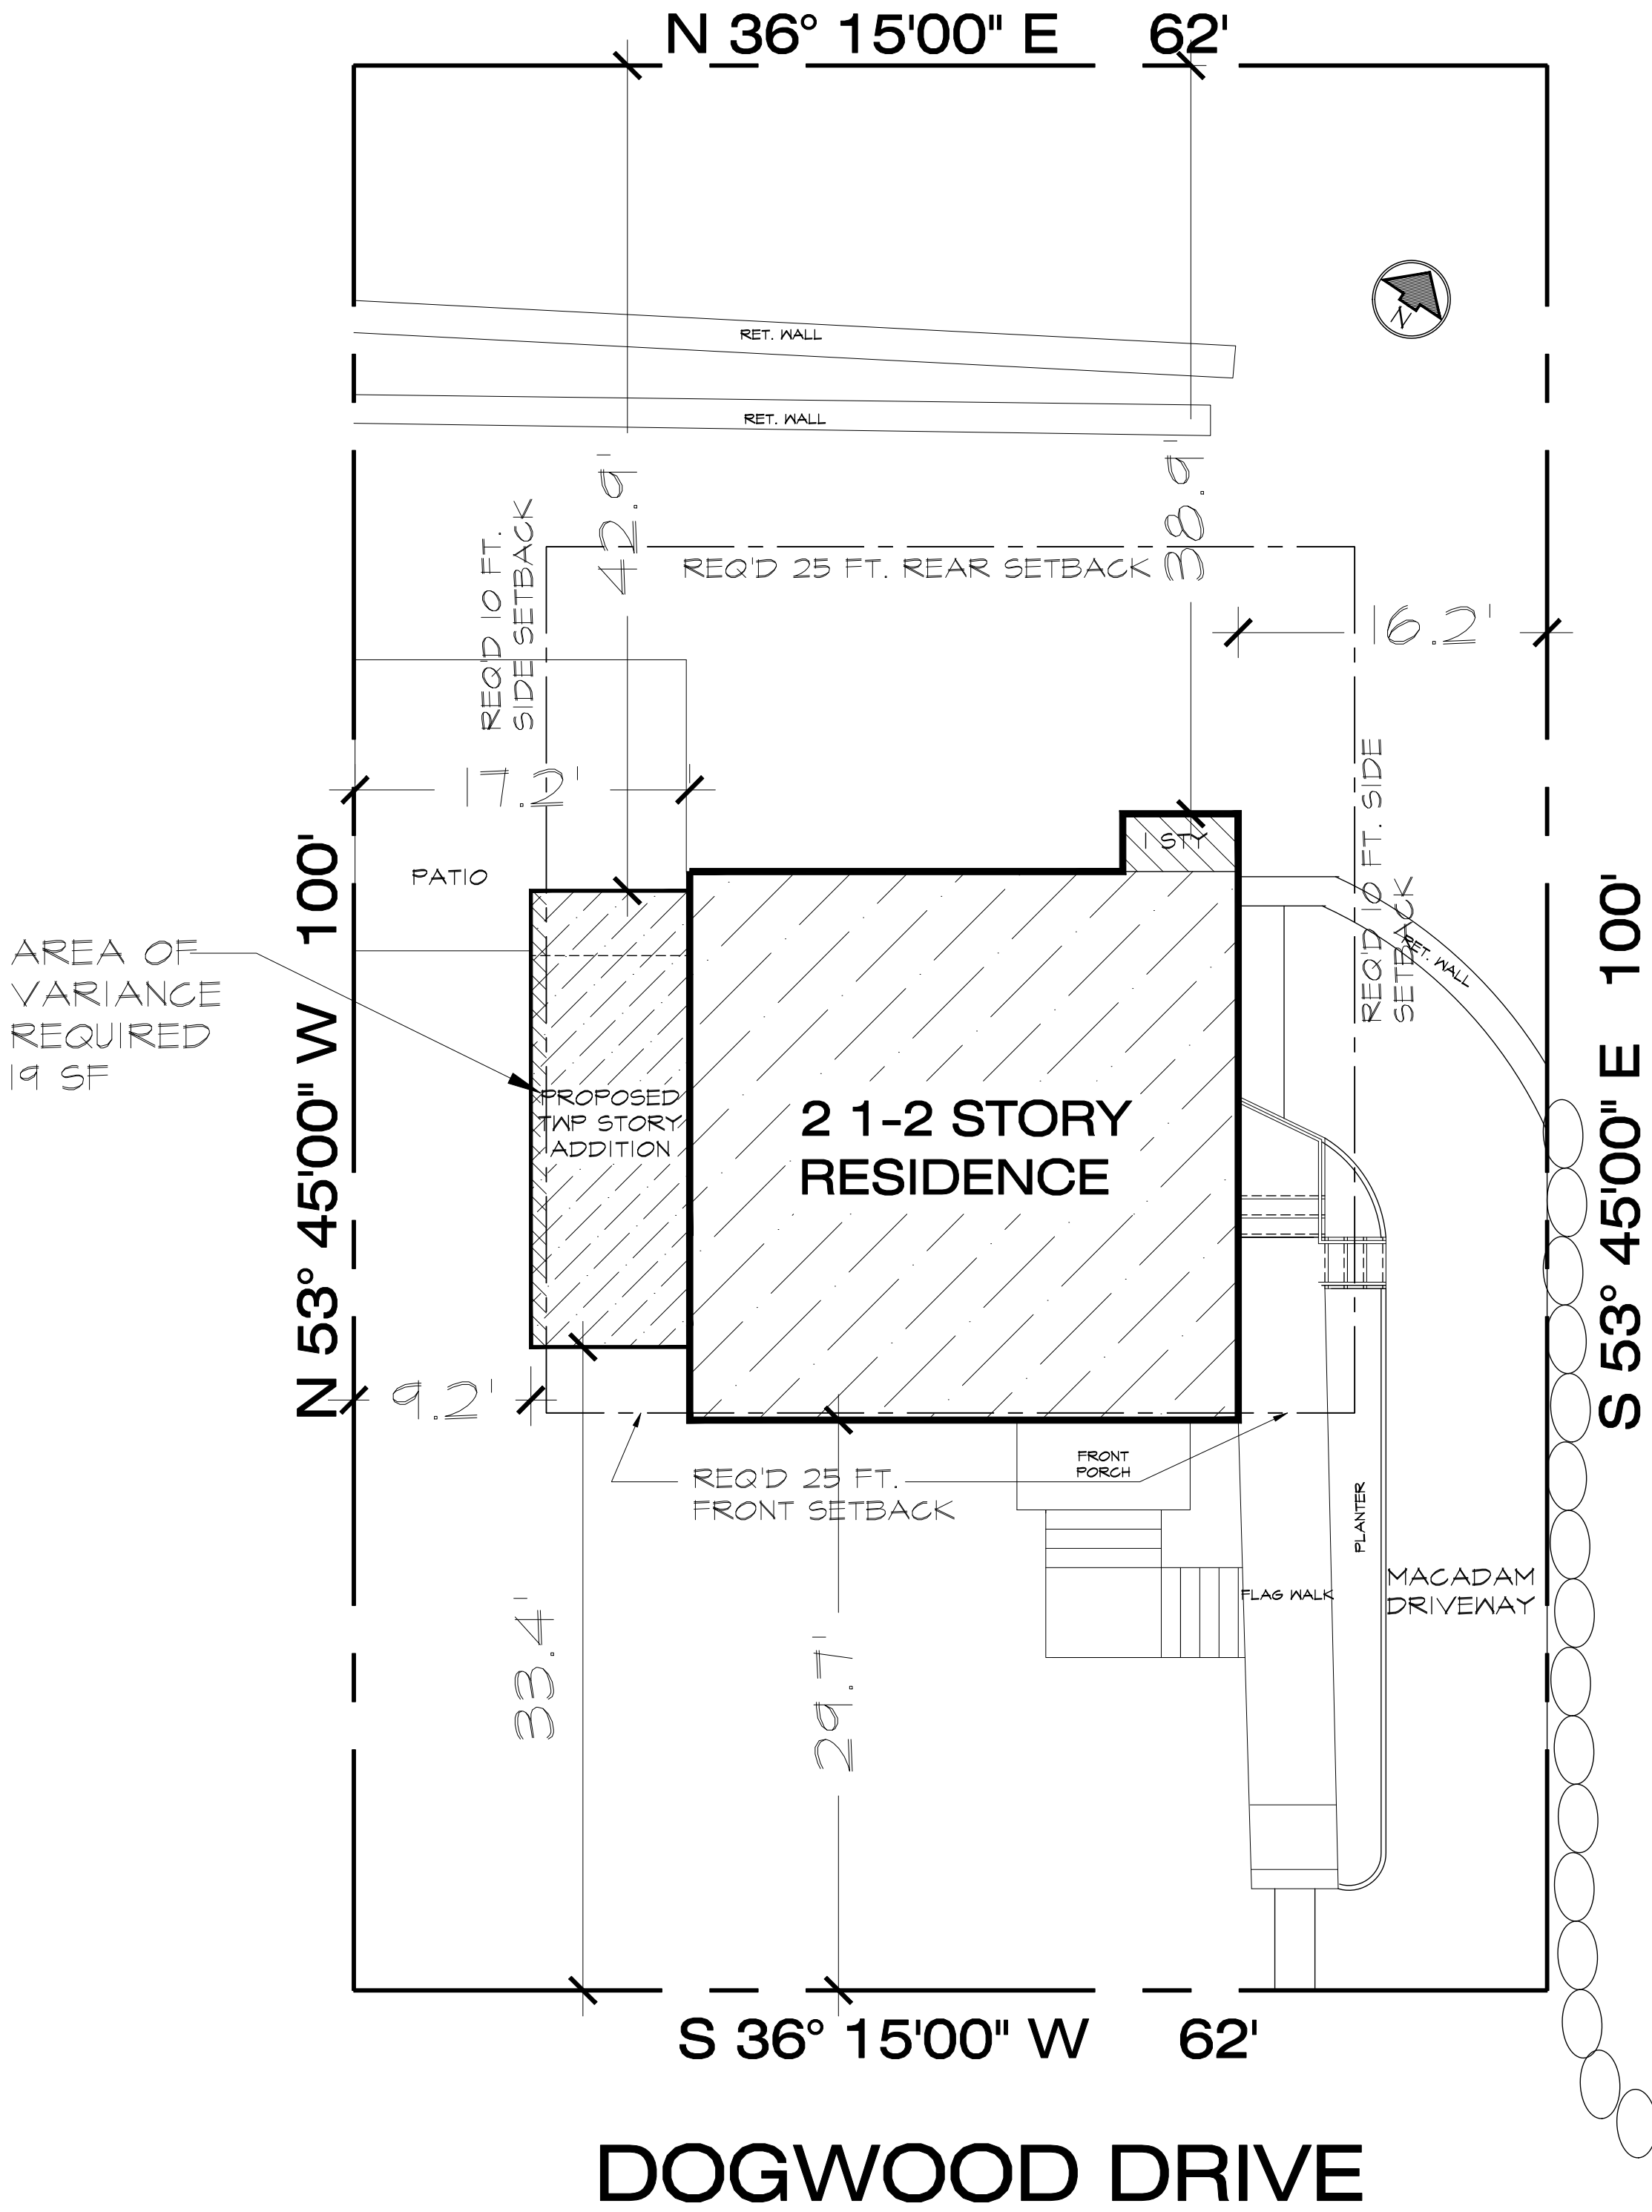 N 36° 15'00" E 62'
N
RET. WALL
RET. WALL
42.9'
38.9'
REQ'D 10 FT.
SIDE SETBACK
REQ'D 25 FT. REAR SETBACK
16.2'
17.2'
REQ'D 10 FT. SIDE
SETBACK
1 STY
PATIO
N 53° 45'00" W 100'
S 53° 45'00" E 100'
AREA OF
VARIANCE
REQUIRED
19 SF
RET. WALL
PROPOSED
TWP STORY
ADDITION
2 1-2 STORY
RESIDENCE
9.2'
FRONT
PORCH
REQ'D 25 FT.
FRONT SETBACK
PLANTER
FLAG WALK
MACADAM
DRIVEWAY
33.4'
29.7'
S 36° 15'00" W 62'
DOGWOOD DRIVE